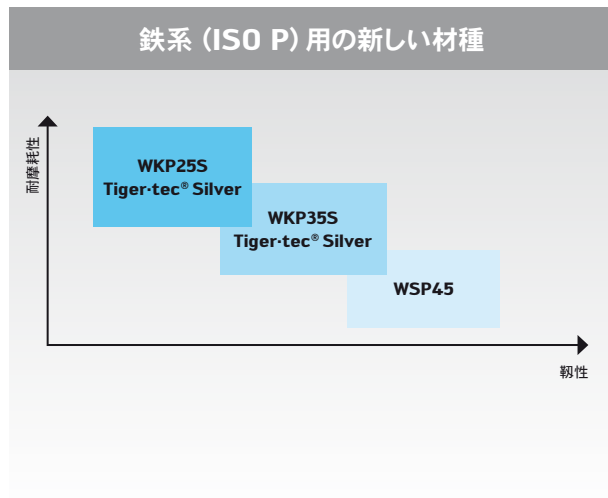 鉄系（ISO P）用の新しい材種
耐摩耗性
WKP25S
Tiger·tec® Silver
WKP35S
Tiger·tec® Silver
WSP45
靱性